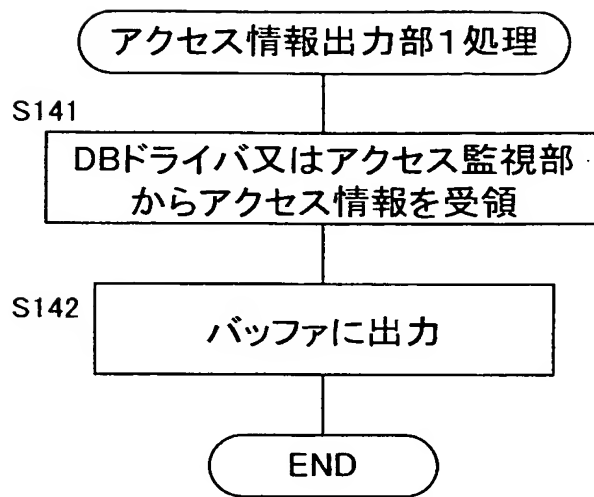 アクセス情報出力部1処理
S141
DBドライバ又はアクセス監視部
からアクセス情報を受領
S142
バッファに出力
END